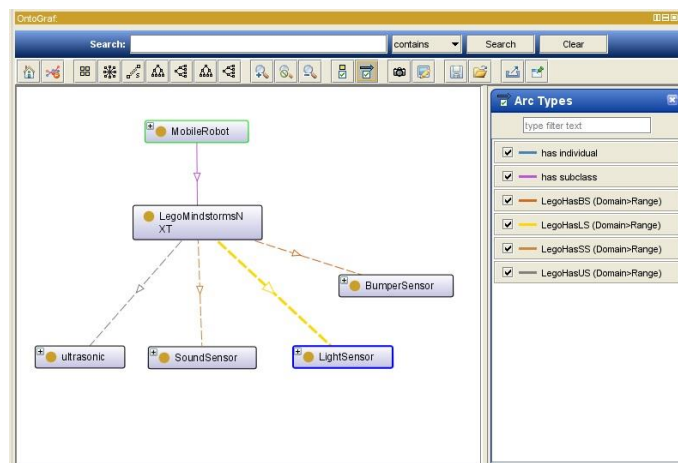 OntoGraf:
Search:
contains
Search
Clear
MobileRobot
LegoMindstormsN
XT
BumperSensor
ultrasonic
SoundSensor
LightSensor
Arc Types
type filter text
has individual
has subclass
LegoHasBS (Domain>Range)
LegoHasLS (Domain>Range)
LegoHasSS (Domain>Range)
LegoHasUS (Domain>Range)